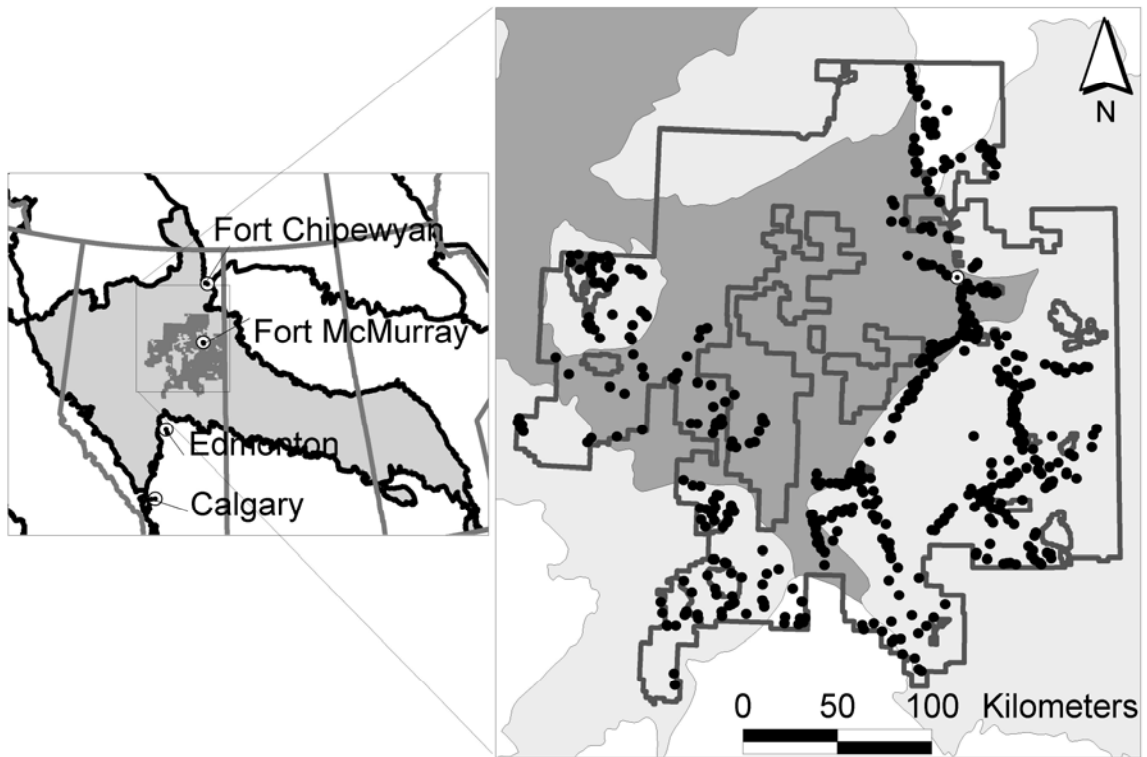 Fort Chipewyan
Fort McMurray
Edmonton
Calgary
N
0 50 100 Kilometers